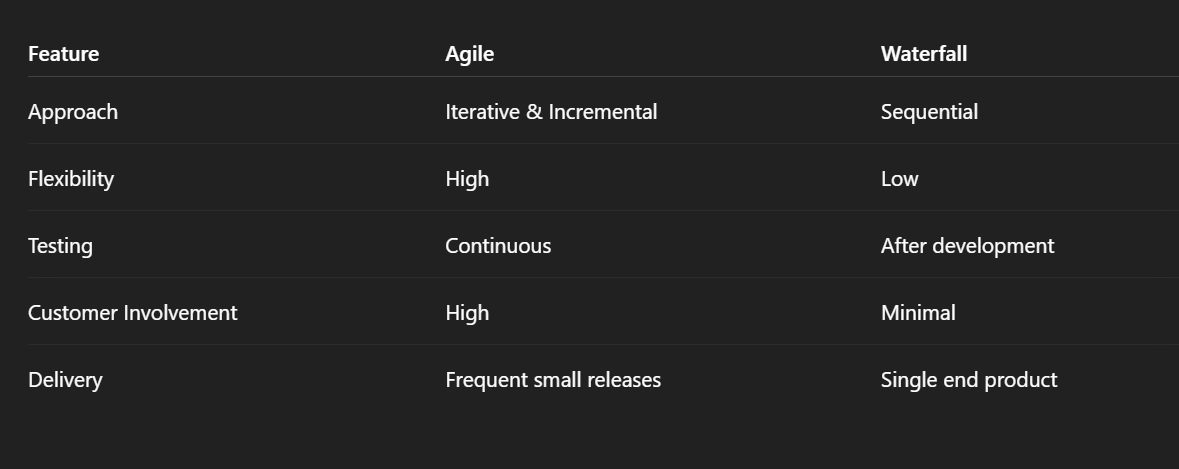 Feature Agile Waterfall
Approach Iterative & Incremental Sequential
Flexibility High Low
Testing Continuous After development
Customer Involvement High Minimal
Delivery Frequent small releases Single end product